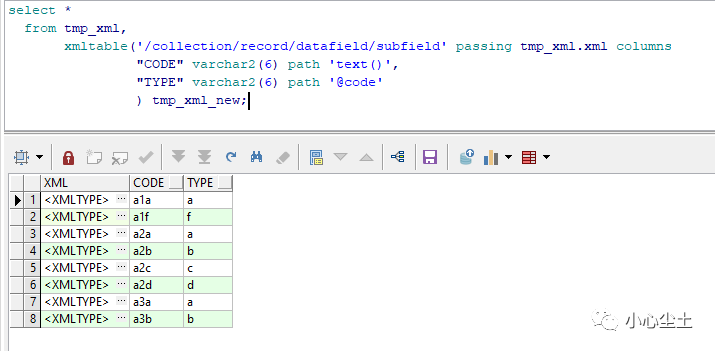 select *
from tmp_xml,
xmltable('/collection/record/datafield/subfield' passing tmp_xml.xml columns
"CODE" varchar2(6) path 'text()',
"TYPE" varchar2(6) path '@code'
) tmp_xml_new;
XML CODE TYPE
1 <XMLTYPE> ... a1a a
2 <XMLTYPE> ... a1f f
3 <XMLTYPE> ... a2a a
4 <XMLTYPE> ... a2b b
5 <XMLTYPE> ... a2c c
6 <XMLTYPE> ... a2d d
7 <XMLTYPE> ... a3a a
8 <XMLTYPE> ... a3b b
小心尘土